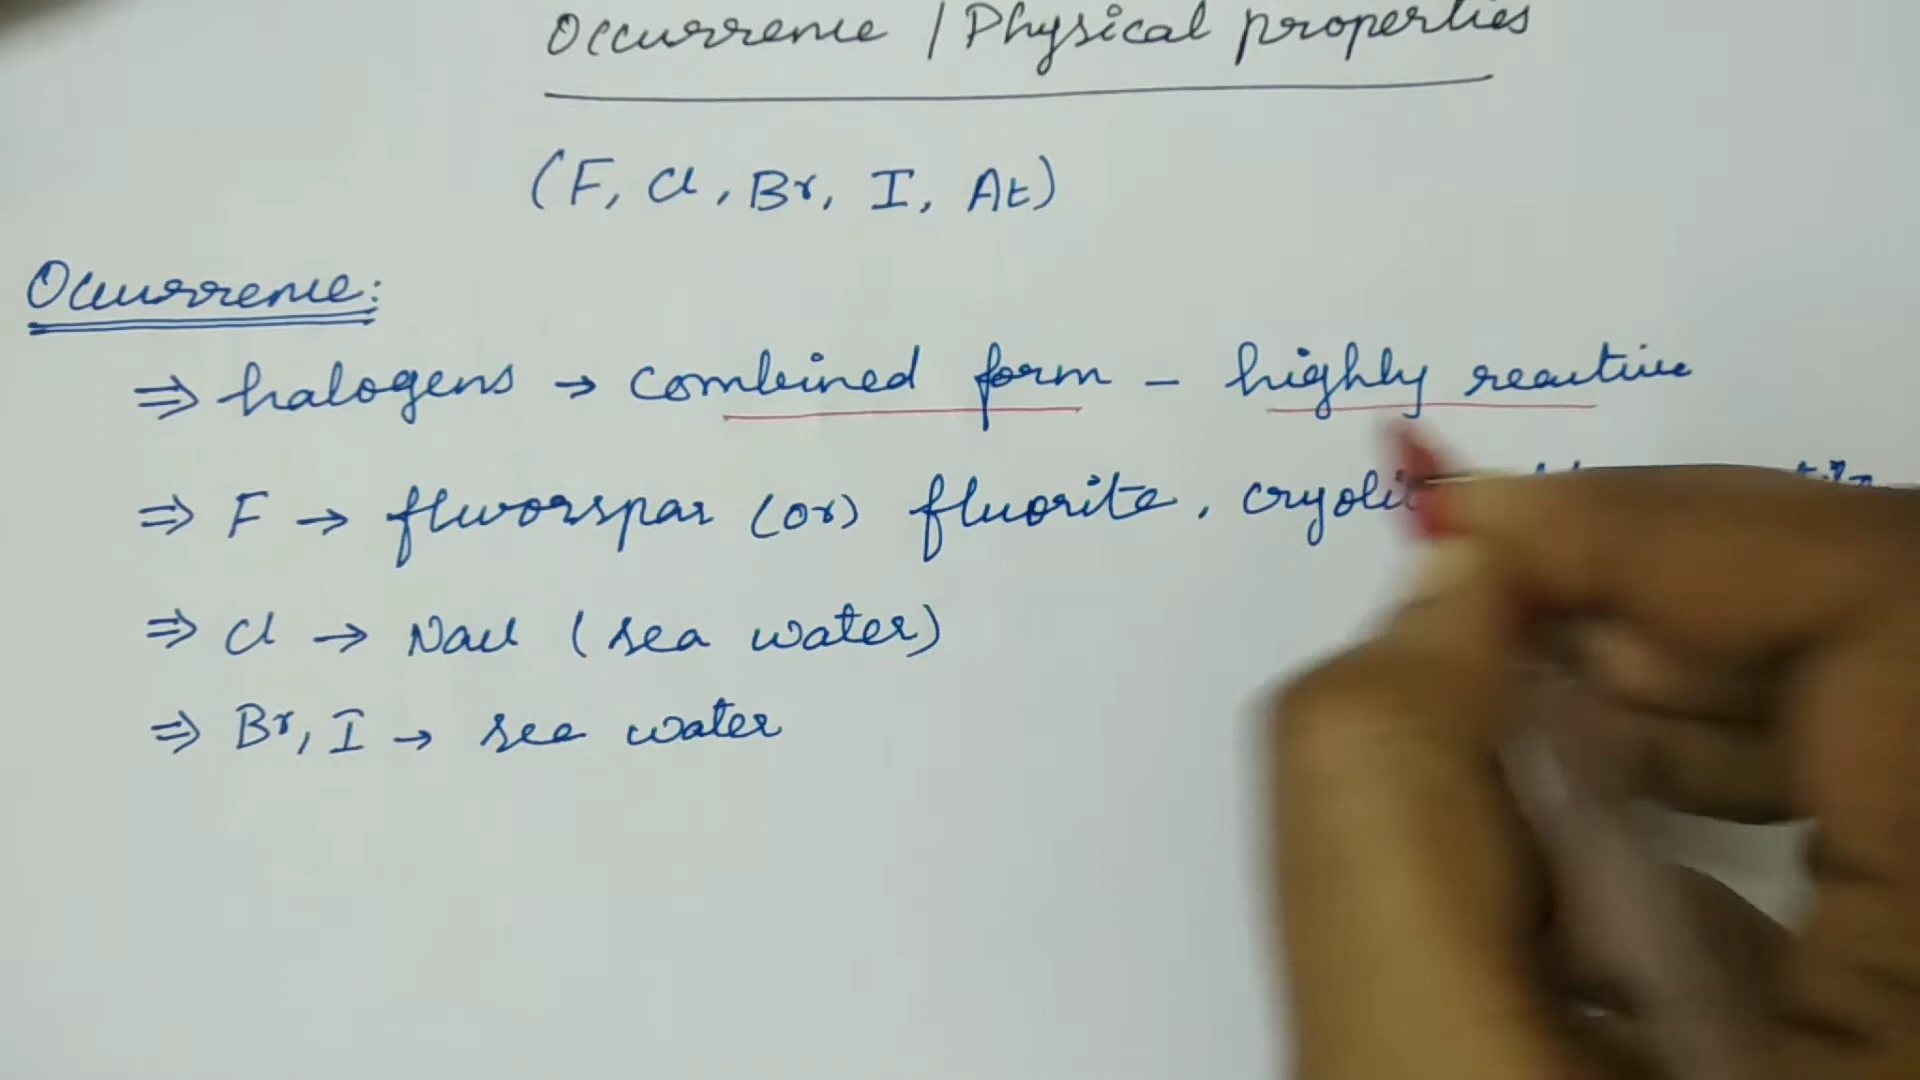 Occurrence / Physical properties
(F, Cl, Br, I, At)
Occurrence:
⇒ halogens → combined form - highly reactive
⇒ F → fluorspar (or) fluorite, 
⇒ Cl → NaCl (sea water)
⇒ Br, I → sea water